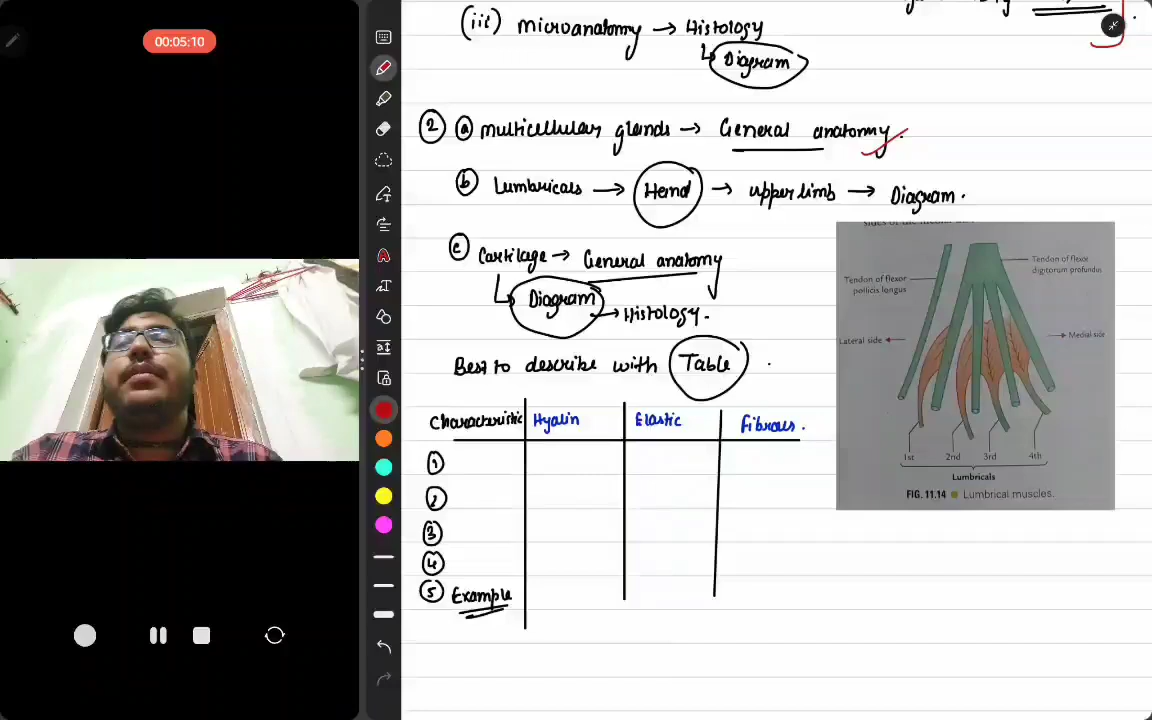 00:05:10
(iii) microanatomy → Histology
Diagram
② ⓐ multicellular glands → General anatomy.
ⓑ Lumbricals → Hand → upper limb → Diagram.
ⓒ Cartilage → General anatomy
Diagram → Histology.
Best to describe with Table.
Characteristic Hyalin Elastic Fibrous.
①
②
③
④
⑤ Example
Tendon of flexor
pollicis longus
Tendon of flexor
digitorum profundus
Lateral side
Medial side
1st 2nd 3rd 4th
Lumbricals
FIG. 11.14 Lumbrical muscles.